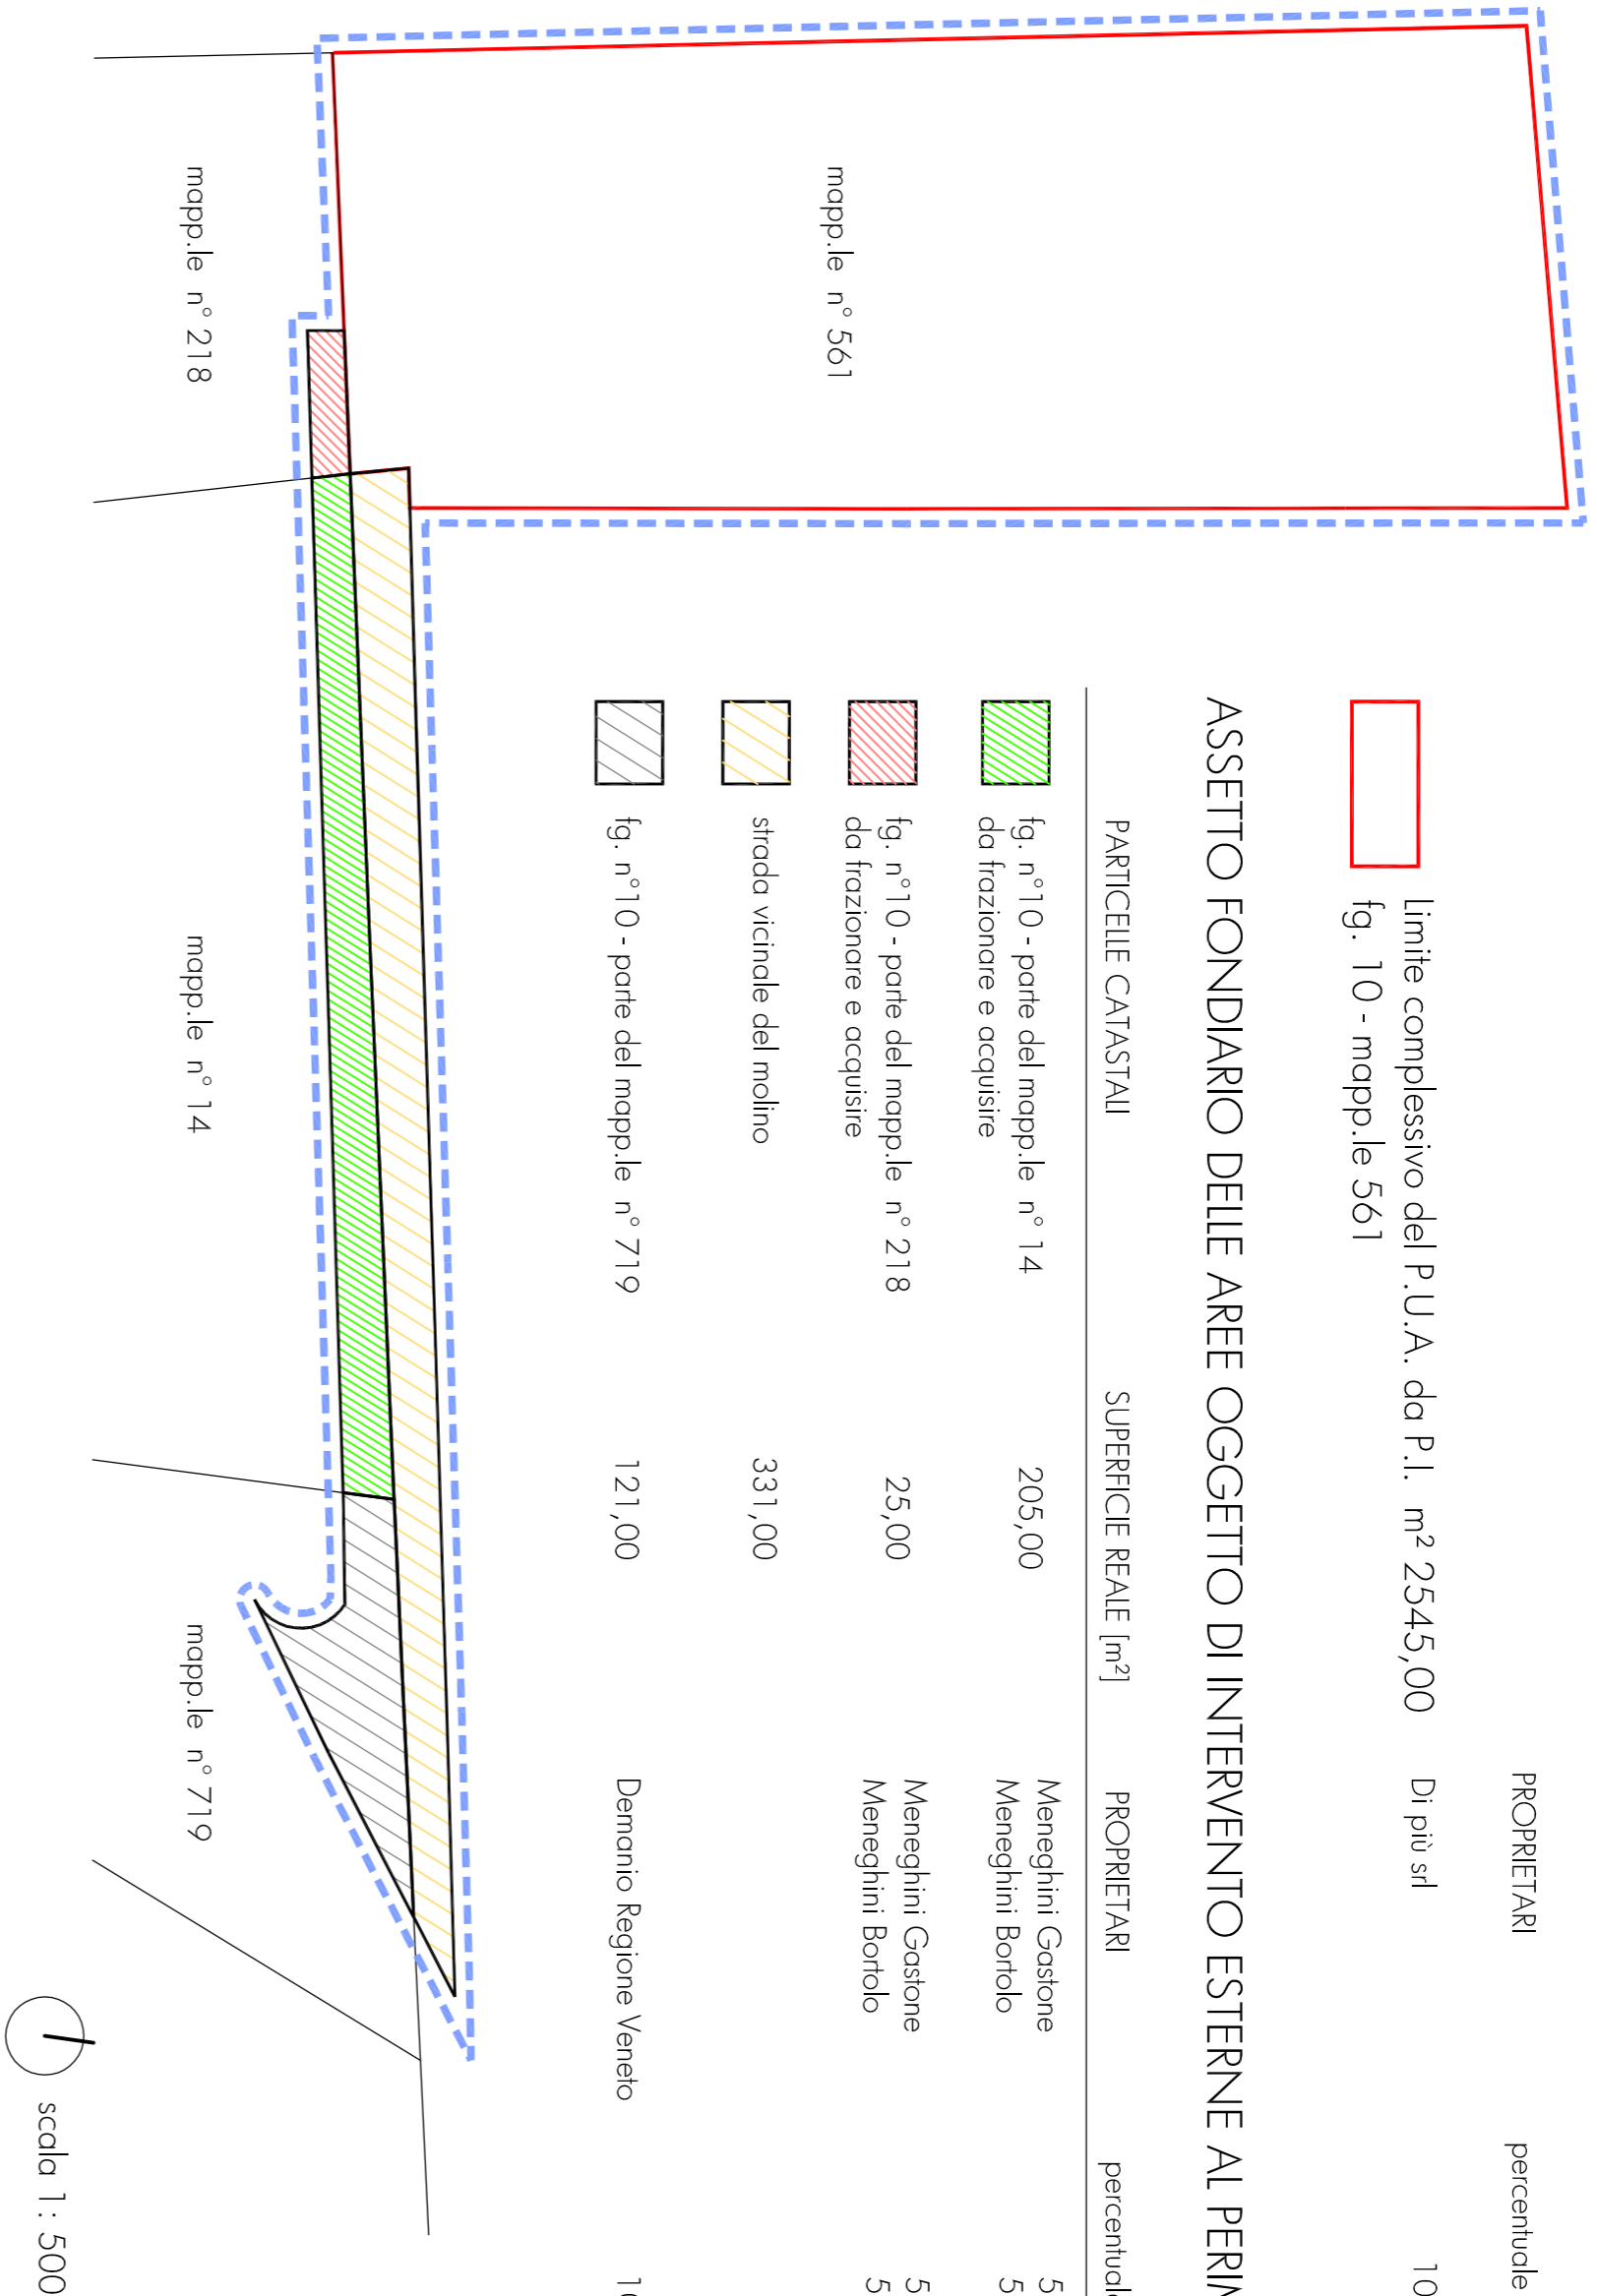 PROPRIETARI percentuale
limite complessivo del P.U.A. da P.I. m² 2545,00 Di più srl
fg. 10 - mapp.le 561
ASSETTO FONDIARIO DELLE AREE OGGETTO DI INTERVENTO ESTERNE AL
PARTICELLE CATASTALI SUPERFICIE REALE [m²] PROPRIETARI percentuale
fg. n°10 - parte del mapp.le n° 14 205,00 Meneghini Gastone
da frazionare e acquisire Meneghini Bortolo
fg. n°10 - parte del mapp.le n° 218 25,00 Meneghini Gastone
da frazionare e acquisire Meneghini Bortolo
strada vicinale del molino 331,00
fg. n°10 - parte del mapp.le n° 719 121,00 Demanio Regione Veneto
mapp.le n° 561
mapp.le n° 218
mapp.le n° 14
mapp.le n° 719
scala 1: 500